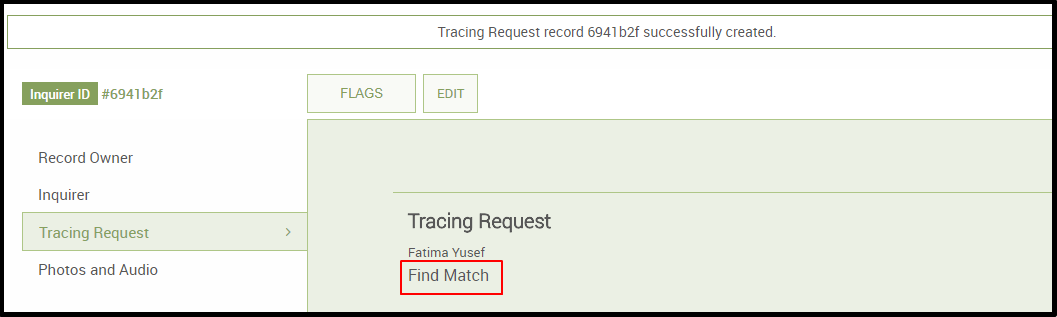 Tracing Request record 6941b2f successfully created.
Inquirer ID #6941b2f
FLAGS
EDIT
Record Owner
Inquirer
Tracing Request
Photos and Audio
Tracing Request
Fatima Yusef
Find Match